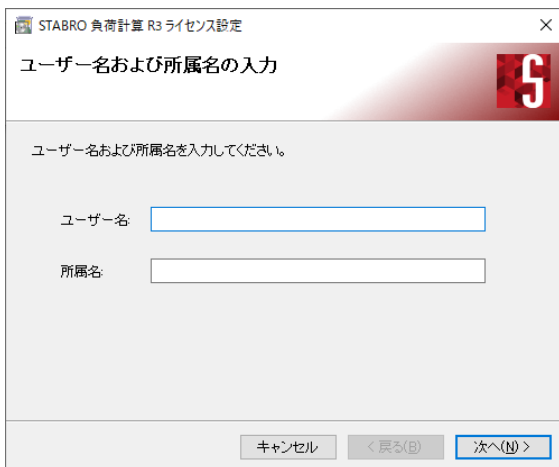 STABRO 負荷計算 R3 ライセンス設定
ユーザー名および所属名の入力
ユーザー名および所属名を入力してください。
ユーザー名:
所属名:
キャンセル
< 戻る(B)
次へ(N) >